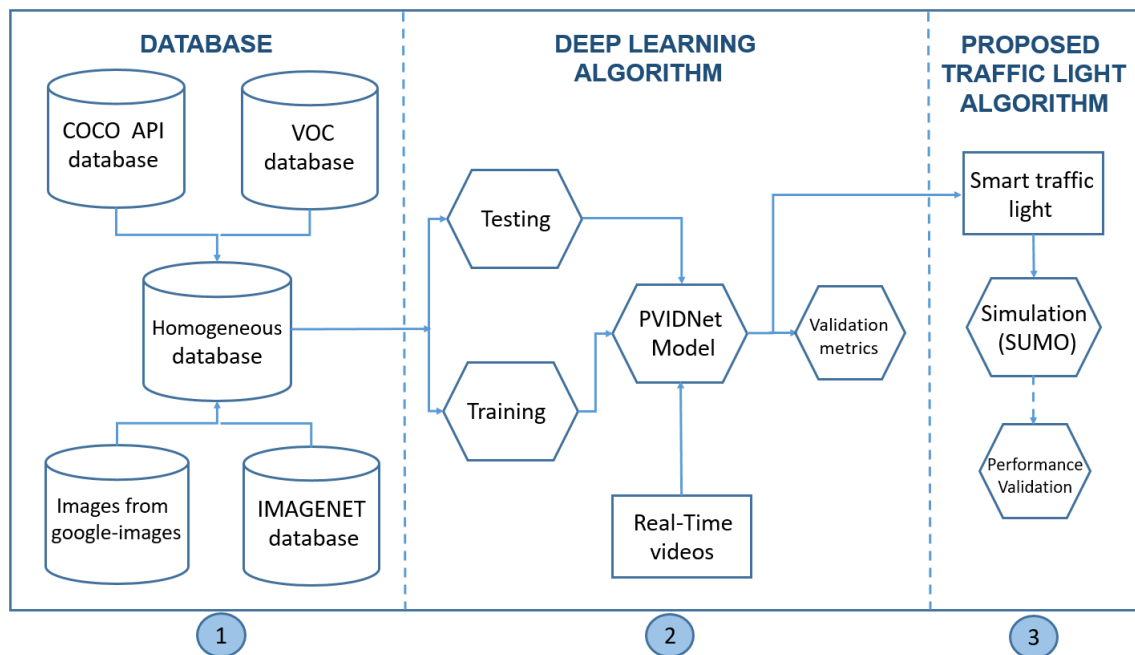 DATABASE
COCO API
database
VOC
database
Homogeneous
database
Images from
google-images
IMAGENET
database
DEEP LEARNING
ALGORITHM
Testing
Training
PVIDNet
Model
Validation
metrics
Real-Time
videos
PROPOSED
TRAFFIC LIGHT
ALGORITHM
Smart traffic
light
Simulation
(SUMO)
Performance
Validation
1
2
3